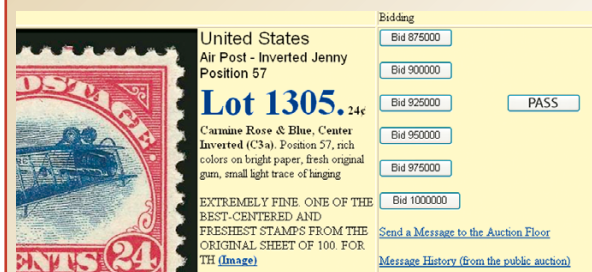 POSTAGE.
CENTS 24
United States
Air Post - Inverted Jenny
Position 57
Lot 1305. 24¢
Carmine Rose & Blue, Center
Inverted (C3a). Position 57, rich
colors on bright paper, fresh original
gum, small light trace of hinging
EXTREMELY FINE. ONE OF THE
BEST-CENTERED AND
FRESHEST STAMPS FROM THE
ORIGINAL SHEET OF 100. FOR
TH (Image)
Bidding
Bid 875000
Bid 900000
Bid 925000
PASS
Bid 950000
Bid 975000
Bid 1000000
Send a Message to the Auction Floor
Message History (from the public auction)